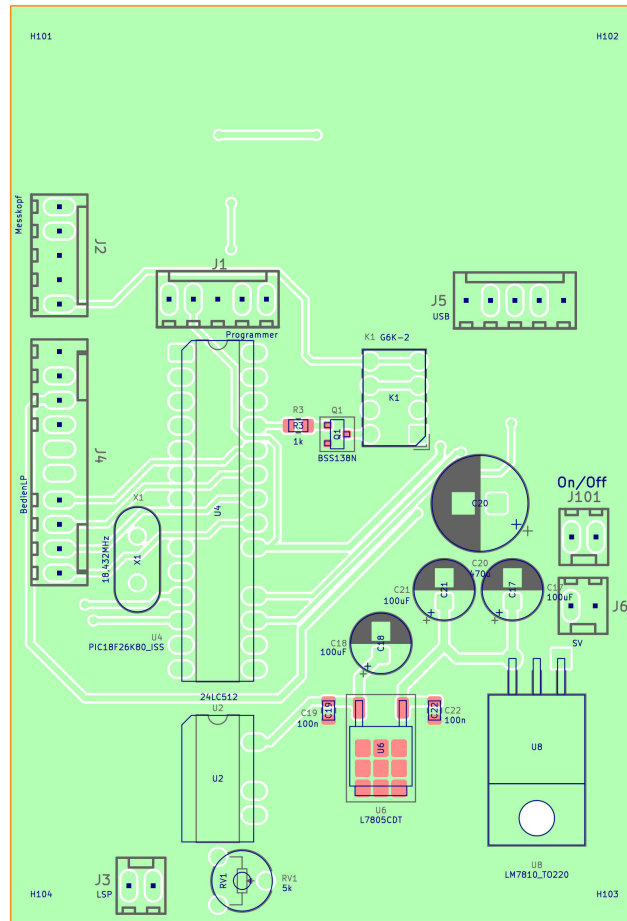 H101
H102
Messkopf
J2
J1
Programmer
J5
USB
K1 G6K-2
K1
R3
R3
1k
Q1
Q1
BSS138N
J4
BedienLP
X1
X1
18,432MHz
U4
U4
PIC18F26K80_ISS
C20
C20
470u
On/Off
J101
C21
C21
100uF
C17
C17
100uF
J6
5V
C18
C18
100uF
24LC512
U2
U2
C19
C19
100n
C22
C22
100n
U6
U6
L7805CDT
U8
U8
LM7810_TO220
J3
LSP
RV1
RV1
5k
H104
H103